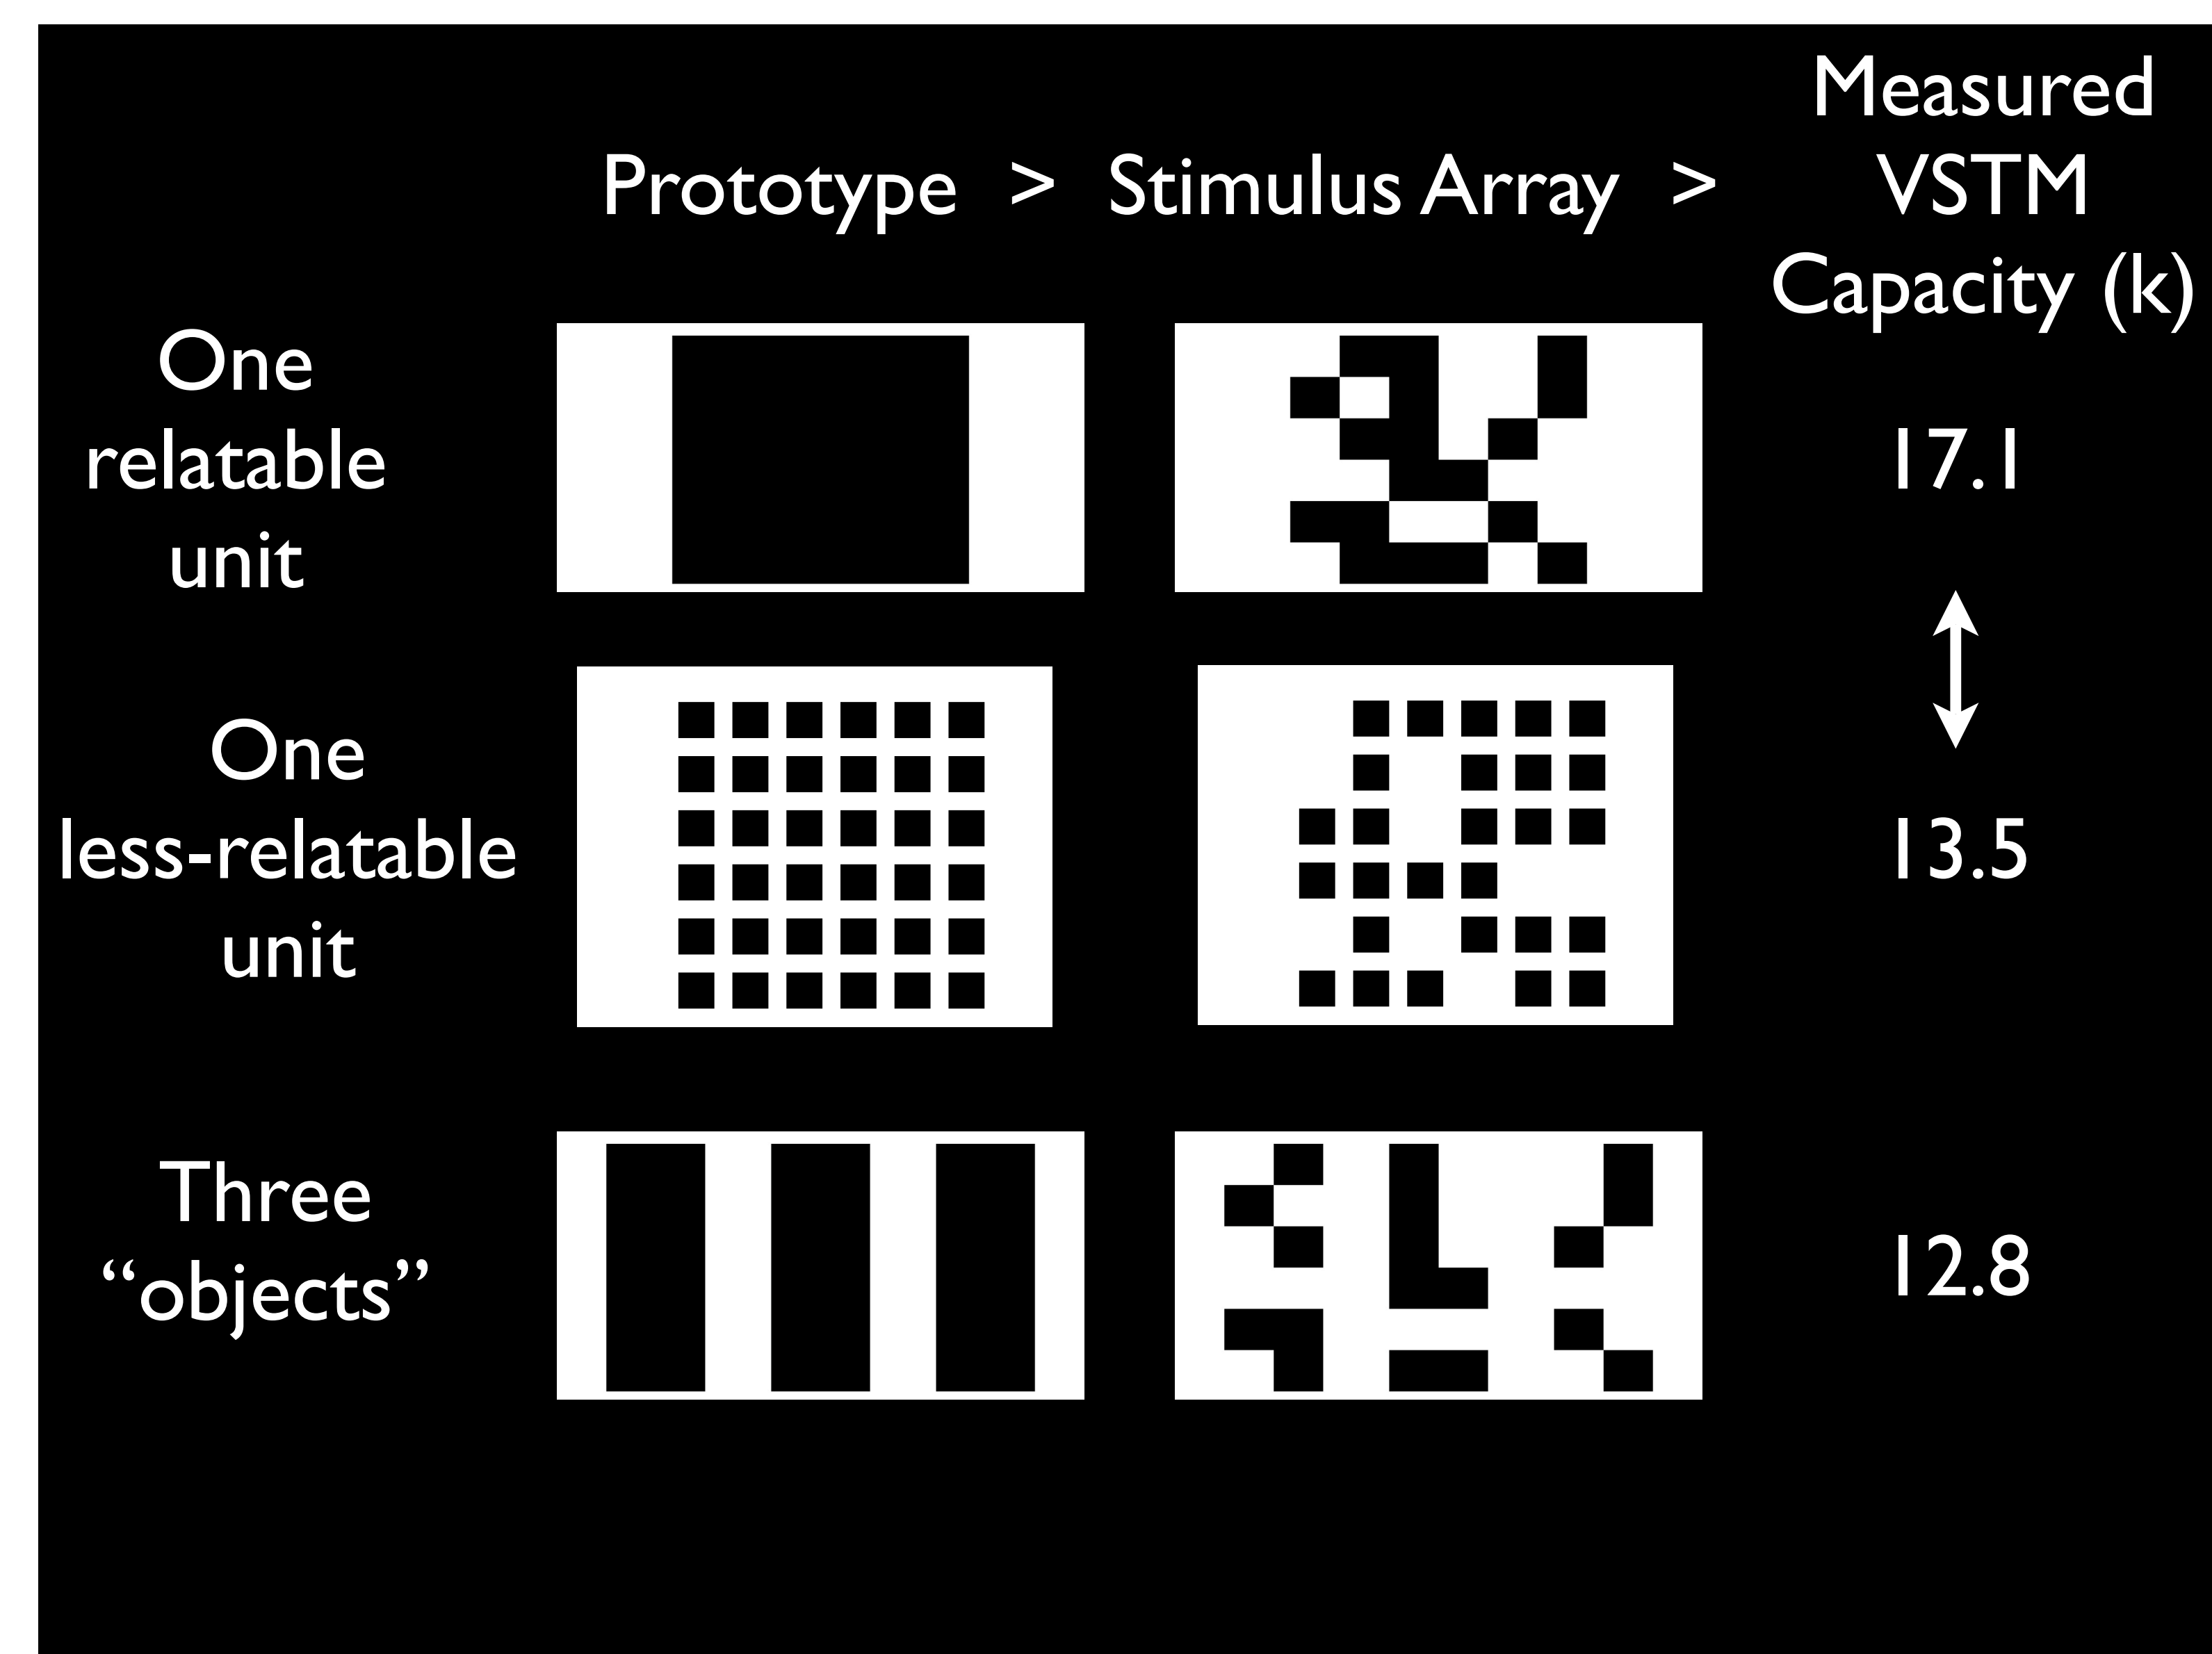 Measured
Prototype > Stimulus Array > VSTM
Capacity (k)
One
relatable
unit
17.1
One
less-relatable
unit
13.5
Three
“objects”
12.8